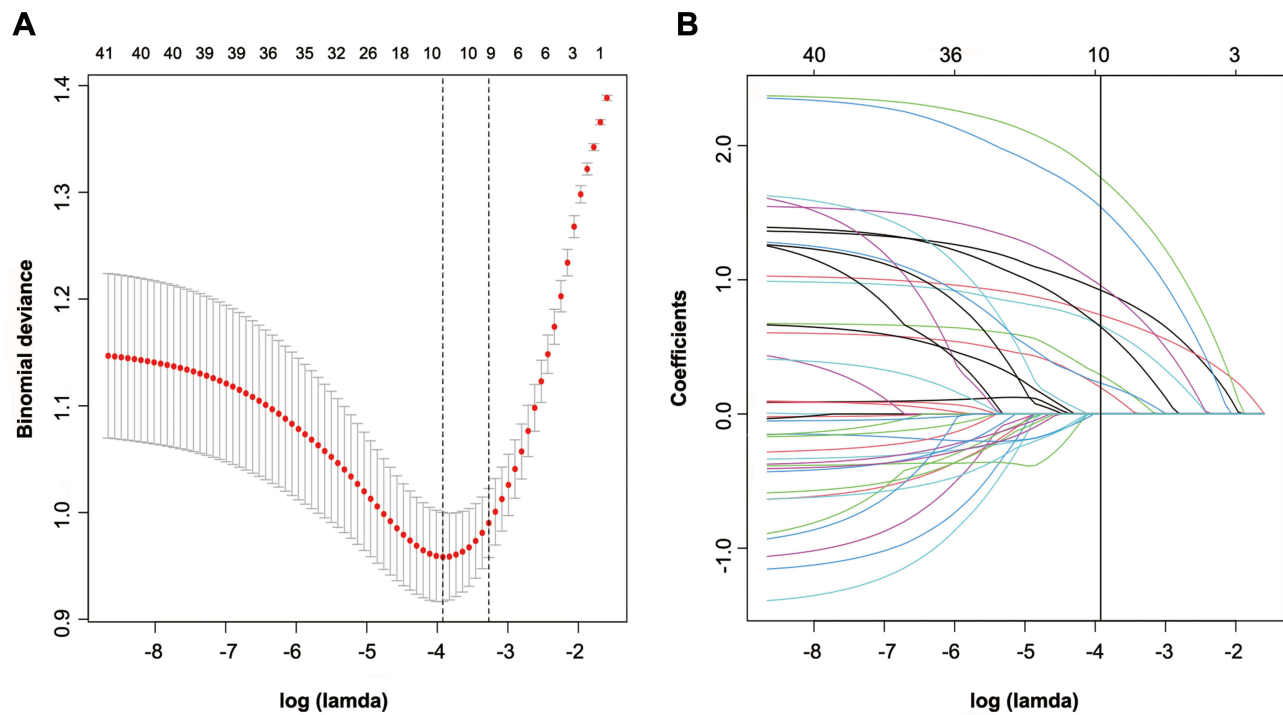 A
41 40 40 39 39 36 35 32 26 18 10 10 9 6 6 3 1
1.4
1.3
1.2
1.1
1.0
0.9
Binomial deviance
-8 -7 -6 -5 -4 -3 -2
log (lamda)
B
40 36 10 3
2.0
1.0
0.0
-1.0
Coefficients
-8 -7 -6 -5 -4 -3 -2
log (lamda)